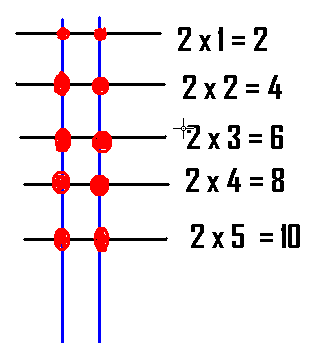 2 x 1 = 2
2 x 2 = 4
2 x 3 = 6
2 x 4 = 8
2 x 5 = 10